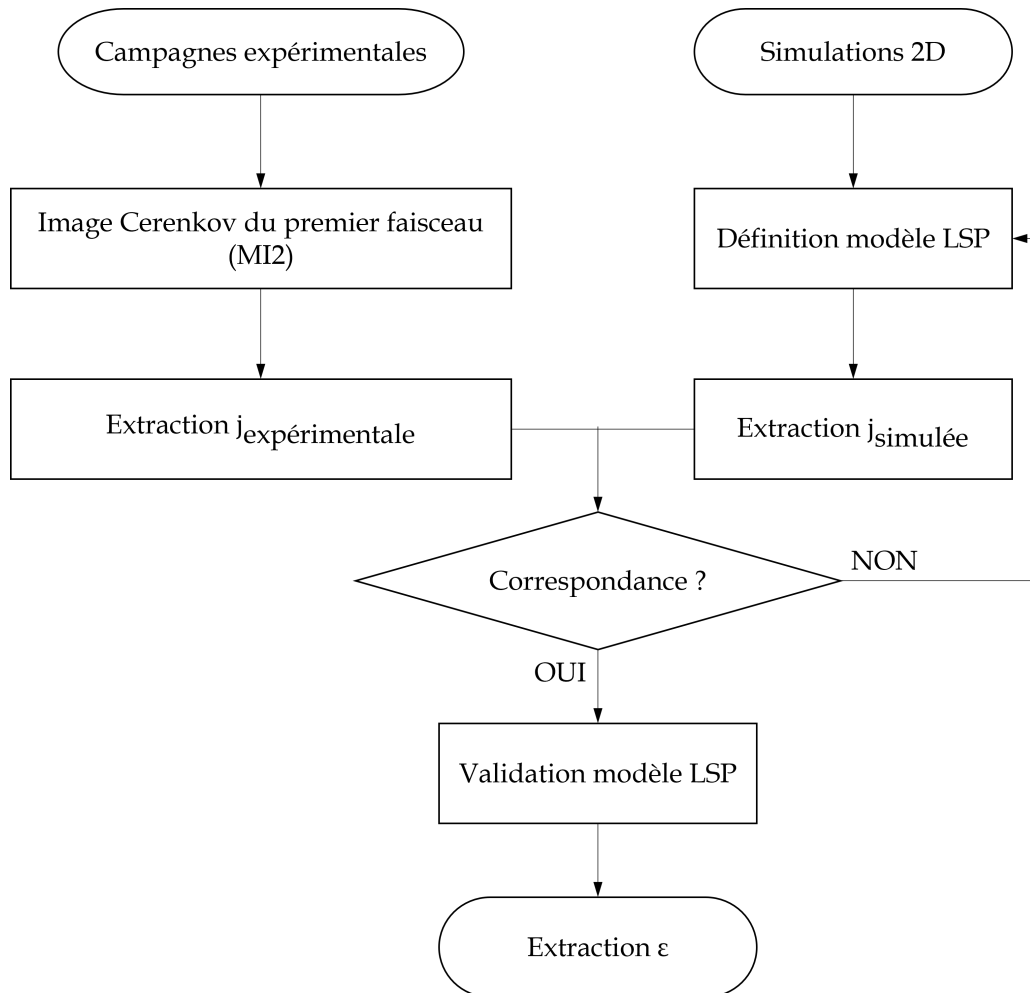 Campagnes expérimentales
Simulations 2D
Image Cerenkov du premier faisceau
(MI2)
Définition modèle LSP
Extraction jexpérimentale
Extraction jsimulée
Correspondance ?
NON
OUI
Validation modèle LSP
Extraction ε